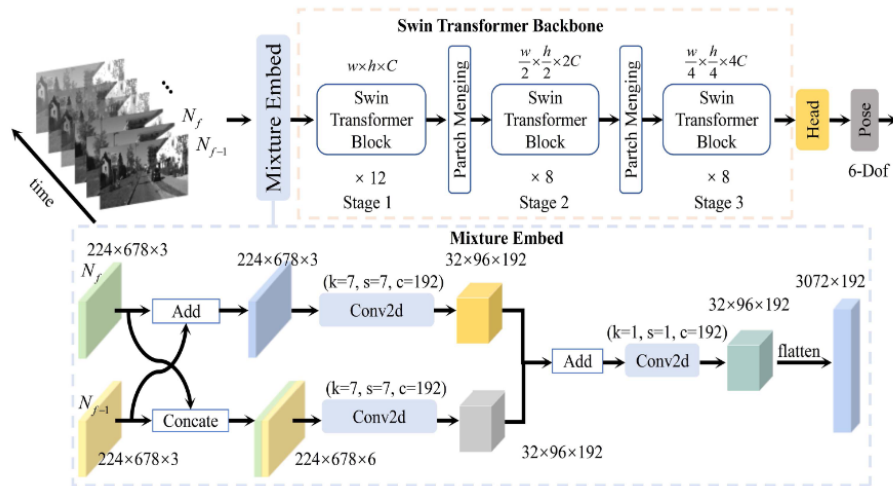 Swin Transformer Backbone
N_f
N_{f-1}
time
Mixture Embed
w×h×C
Swin
Transformer
Block
× 12
Stage 1
Partch Menging
w/2 × h/2 × 2C
Swin
Transformer
Block
× 8
Stage 2
Partch Menging
w/4 × h/4 × 4C
Swin
Transformer
Block
× 8
Stage 3
Head
Pose
6-Dof
Mixture Embed
224×678×3
N_f
Add
224×678×3
(k=7, s=7, c=192)
Conv2d
32×96×192
N_{f-1}
224×678×3
Concate
224×678×6
(k=7, s=7, c=192)
Conv2d
32×96×192
Add
(k=1, s=1, c=192)
Conv2d
32×96×192
flatten
3072×192